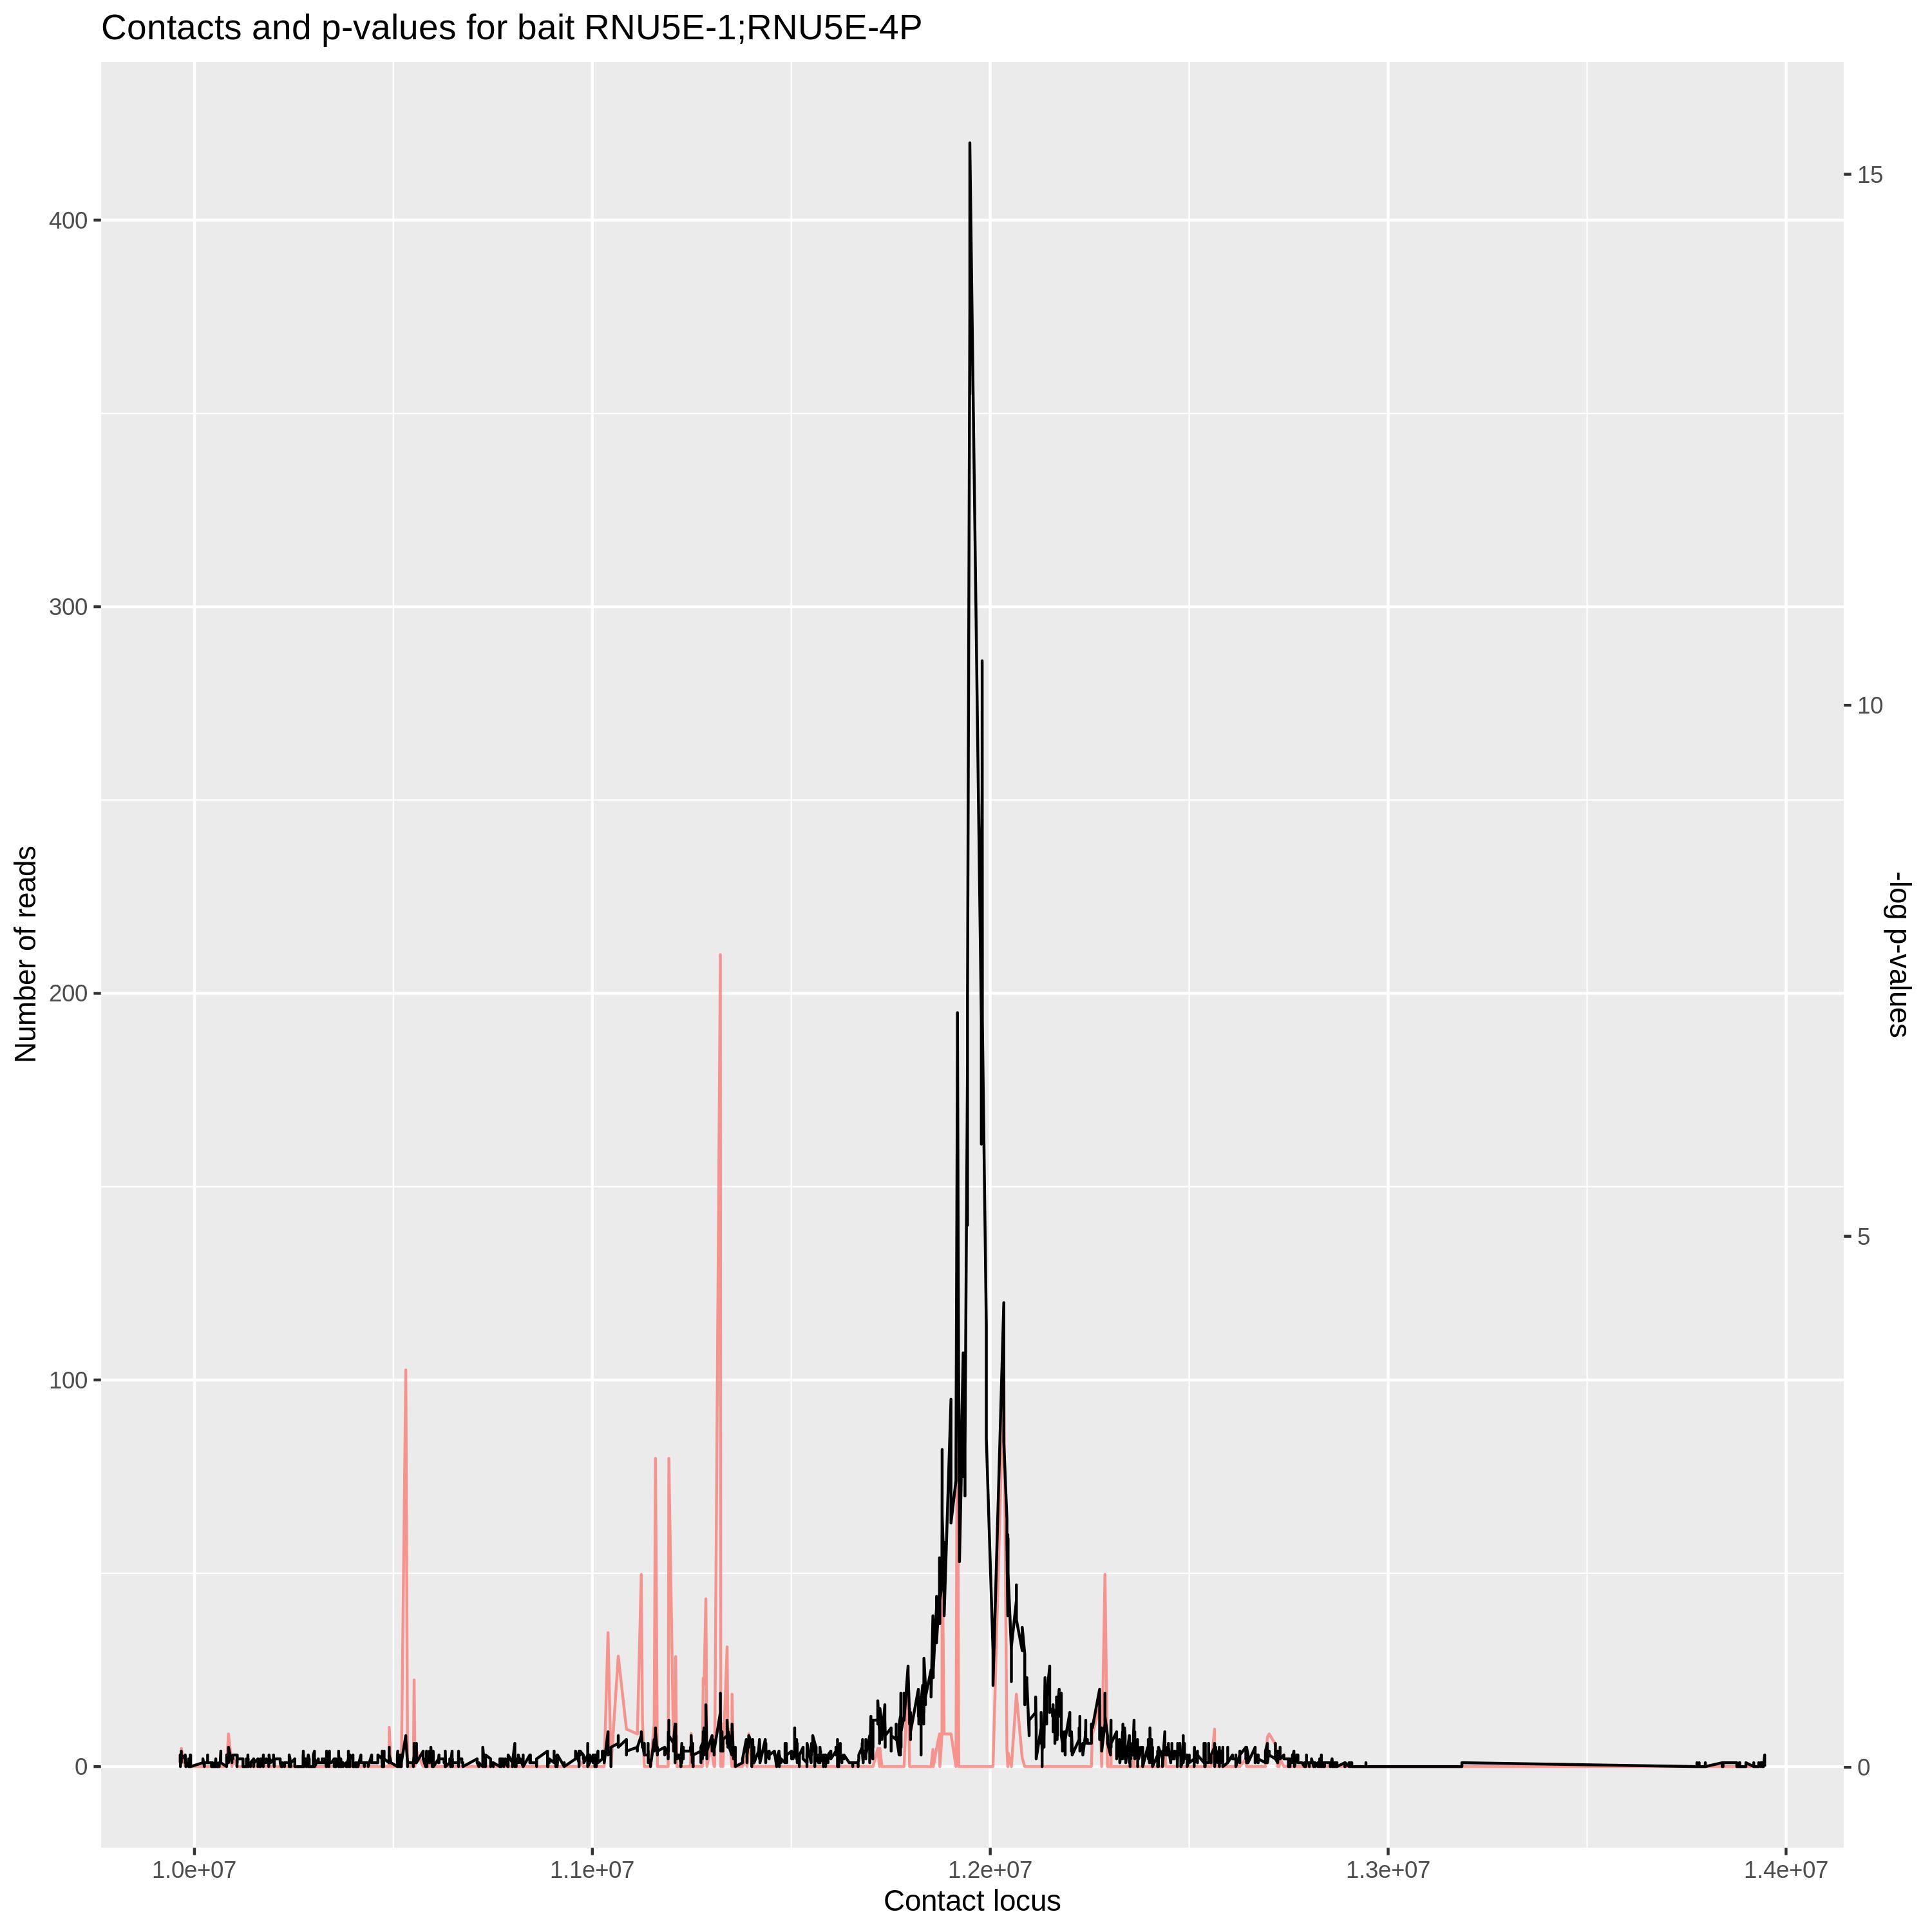 Contacts and p-values for bait RNU5E-1;RNU5E-4P
400
300
200
100
0
Number of reads
15
10
5
0
-log p-values
1.0e+07
1.1e+07
1.2e+07
1.3e+07
1.4e+07
Contact locus